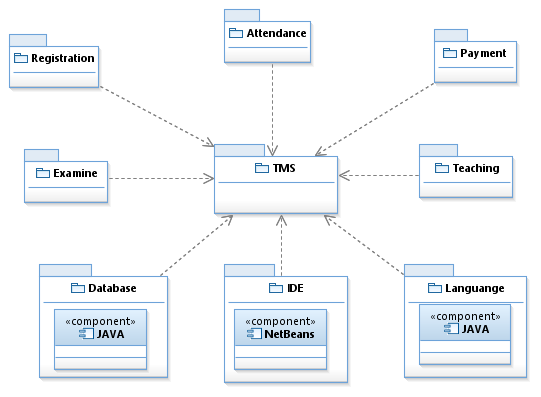 Attendance
Registration
Payment
TMS
Examine
Teaching
Database
IDE
Languange
«component»
JAVA
«component»
NetBeans
«component»
JAVA